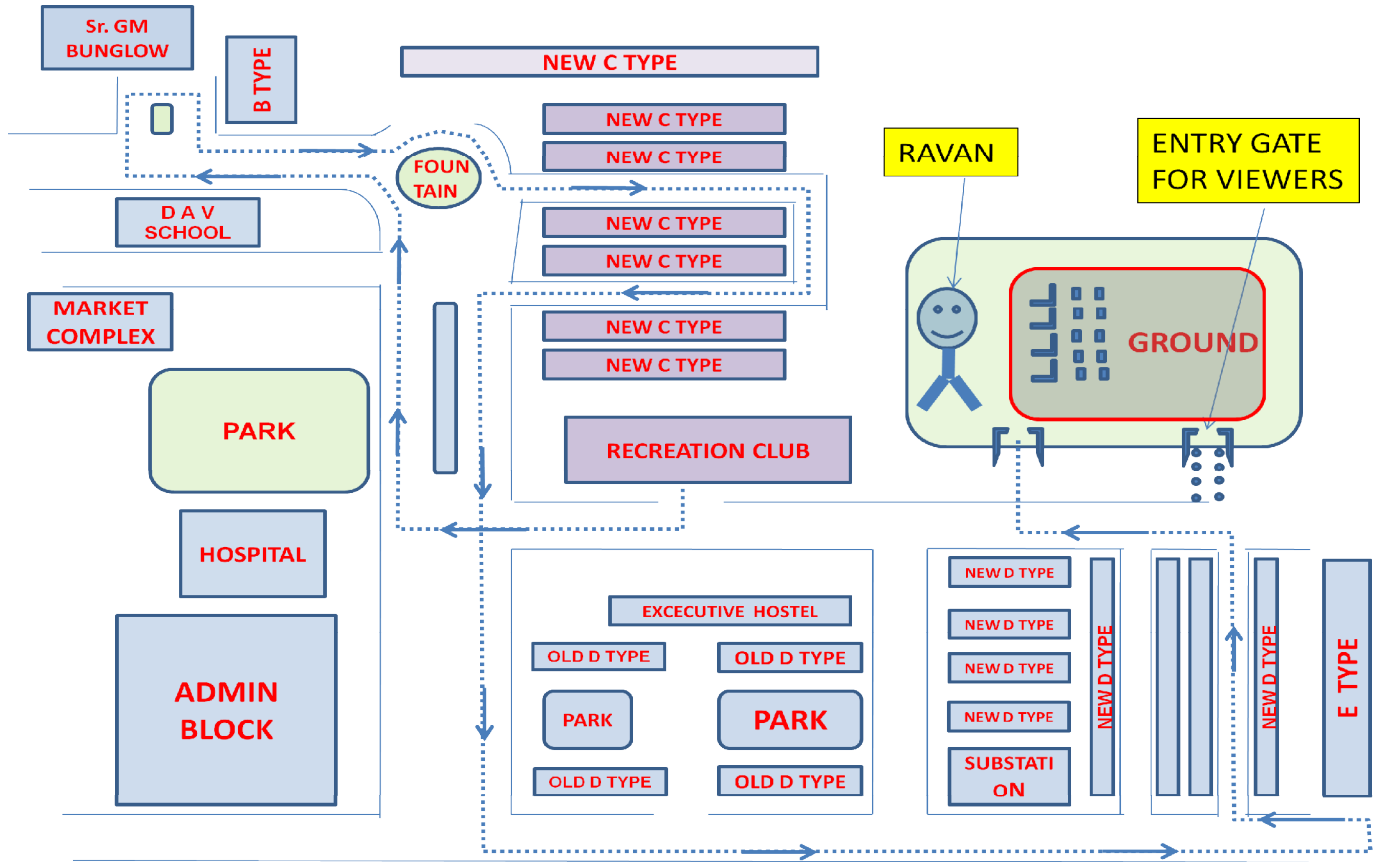 Sr. GM
BUNGLOW
B TYPE
NEW C TYPE
NEW C TYPE
NEW C TYPE
RAVAN
ENTRY GATE
FOR VIEWERS
FOUN
TAIN
D A V
SCHOOL
NEW C TYPE
NEW C TYPE
MARKET
COMPLEX
NEW C TYPE
NEW C TYPE
GROUND
PARK
RECREATION CLUB
HOSPITAL
EXCECUTIVE HOSTEL
OLD D TYPE
OLD D TYPE
PARK
PARK
OLD D TYPE
OLD D TYPE
NEW D TYPE
NEW D TYPE
NEW D TYPE
NEW D TYPE
SUBSTATI
ON
NEW D TYPE
NEW D TYPE
E TYPE
ADMIN
BLOCK